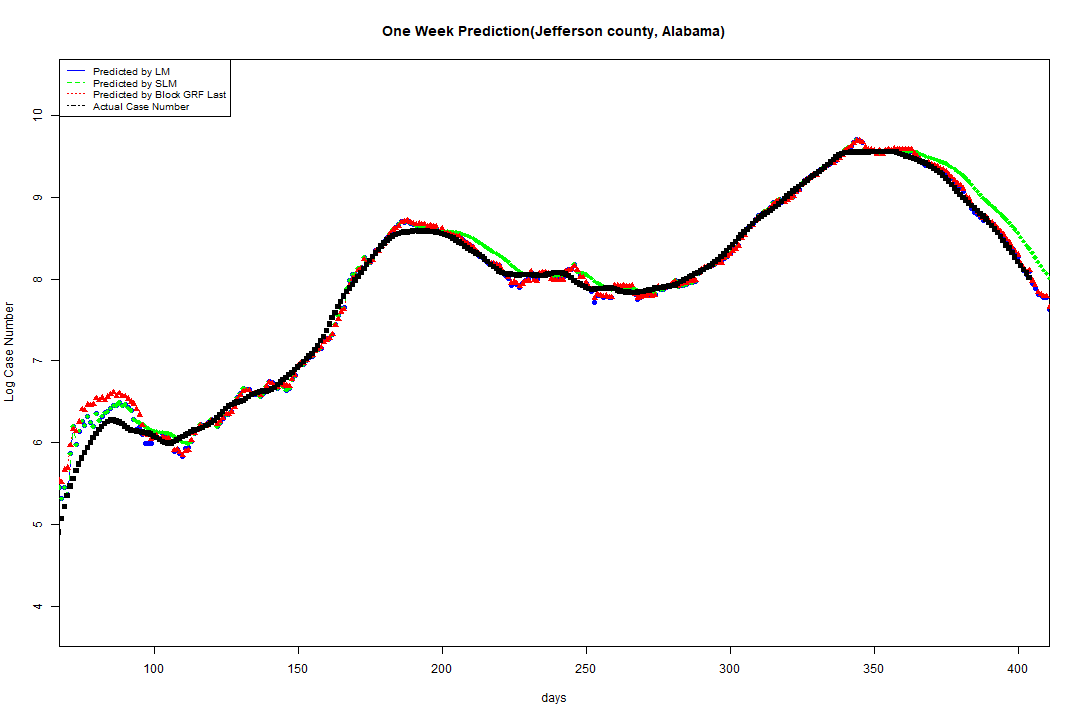 One Week Prediction(Jefferson county, Alabama)
Predicted by LM
Predicted by SLM
Predicted by Block GRF Last
Actual Case Number
Log Case Number
10
9
8
7
6
5
4
100 150 200 250 300 350 400
days